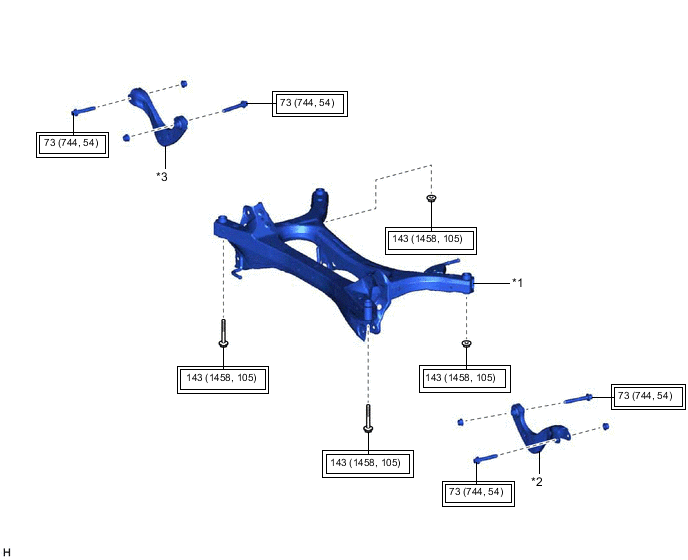 73 (744, 54)
73 (744, 54)
*3
143 (1458, 105)
*1
143 (1458, 105)
143 (1458, 105)
73 (744, 54)
143 (1458, 105)
*2
73 (744, 54)
H